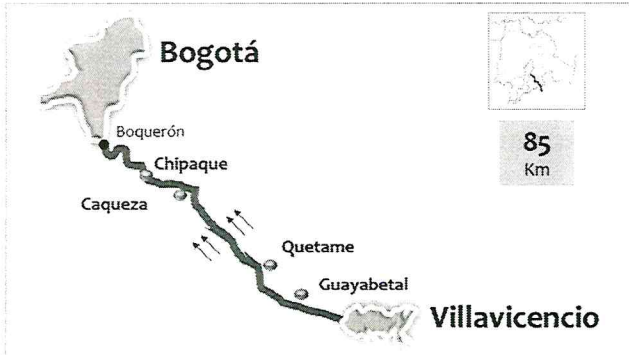 Bogotá
Boquerón
85
Km
Chipaque
Caqueza
Quetame
Guayabetal
Villavicencio